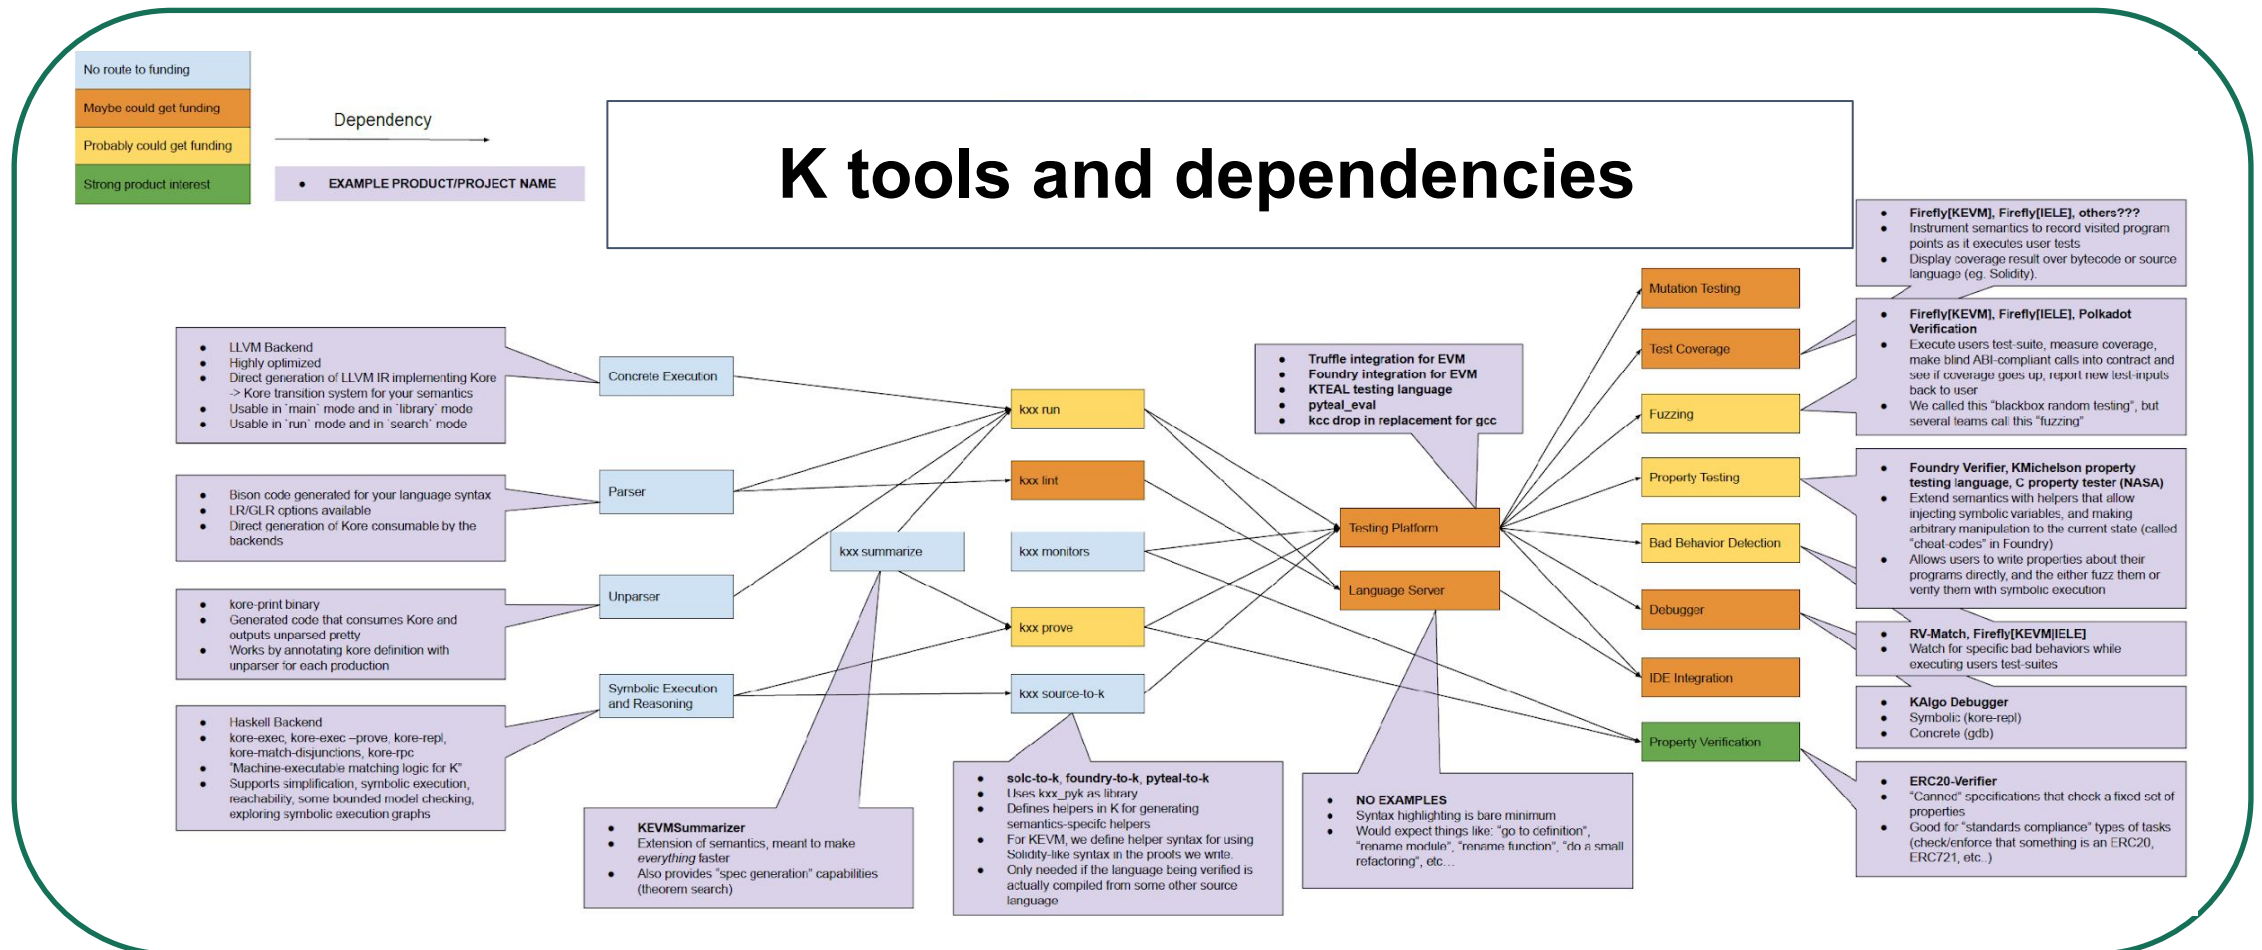 No route to funding
Maybe could get funding
Probably could get funding
Strong product interest
Dependency
● EXAMPLE PRODUCT/PROJECT NAME
K tools and dependencies
● LLVM Backend
● Highly optimized
● Direct generation of LLVM IR implementing Kore
-> Kore transition system for your semantics
● Usable in `main` mode and in `library` mode
● Usable in `run` mode and in `search` mode
● Bison code generated for your language syntax
● LR/GLR options available
● Direct generation of Kore consumable by the
backends
● kore-print binary
● Generated code that consumes Kore and
outputs unparsed pretty
● Works by annotating kore definition with
unparser for each production
● Haskell Backend
● kore-exec, kore-exec –prove, kore-repl,
kore-match-disjunctions, kore-rpc
● “Machine-executable matching logic for K”
● Supports simplification, symbolic execution,
reachability, some bounded model checking,
exploring symbolic execution graphs
Concrete Execution
Parser
Unparser
Symbolic Execution
and Reasoning
kxx summarize
● KEVMSummarizer
● Extension of semantics, meant to make
everything faster
● Also provides “spec generation” capabilities
(theorem search)
kxx run
kxx lint
kxx monitors
kxx prove
kxx source-to-k
● solc-to-k, foundry-to-k, pyteal-to-k
● Uses kxx_pyk as library
● Defines helpers in K for generating
semantics-specifc helpers
● For KEVM, we define helper syntax for using
Solidity-like syntax in the proofs we write.
● Only needed if the language being verified is
actually compiled from some other source
language
● Truffle integration for EVM
● Foundry integration for EVM
● KTEAL testing language
● pyteal_eval
● kcc drop in replacement for gcc
Testing Platform
Language Server
● NO EXAMPLES
● Syntax highlighting is bare minimum
● Would expect things like: “go to definition”,
“rename module”, “rename function”, “do a small
refactoring”, etc…
Mutation Testing
Test Coverage
Fuzzing
Property Testing
Bad Behavior Detection
Debugger
IDE Integration
Property Verification
● Firefly[KEVM], Firefly[IELE], others???
● Instrument semantics to record visited program
points as it executes user tests
● Display coverage result over bytecode or source
language (eg. Solidity).
● Firefly[KEVM], Firefly[IELE], Polkadot
Verification
● Execute users test-suite, measure coverage,
make blind ABI-compliant calls into contract and
see if coverage goes up, report new test-inputs
back to user
● We called this “blackbox random testing”, but
several teams call this “fuzzing”
● Foundry Verifier, KMichelson property
testing language, C property tester (NASA)
● Extend semantics with helpers that allow
injecting symbolic variables, and making
arbitrary manipulation to the current state (called
“cheat-codes” in Foundry)
● Allows users to write properties about their
programs directly, and the either fuzz them or
verify them with symbolic execution
● RV-Match, Firefly[KEVM|IELE]
● Watch for specific bad behaviors while
executing users test-suites
● KAlgo Debugger
● Symbolic (kore-repl)
● Concrete (gdb)
● ERC20-Verifier
● “Canned” specifications that check a fixed set of
properties
● Good for “standards compliance” types of tasks
(check/enforce that something is an ERC20,
ERC721, etc..)